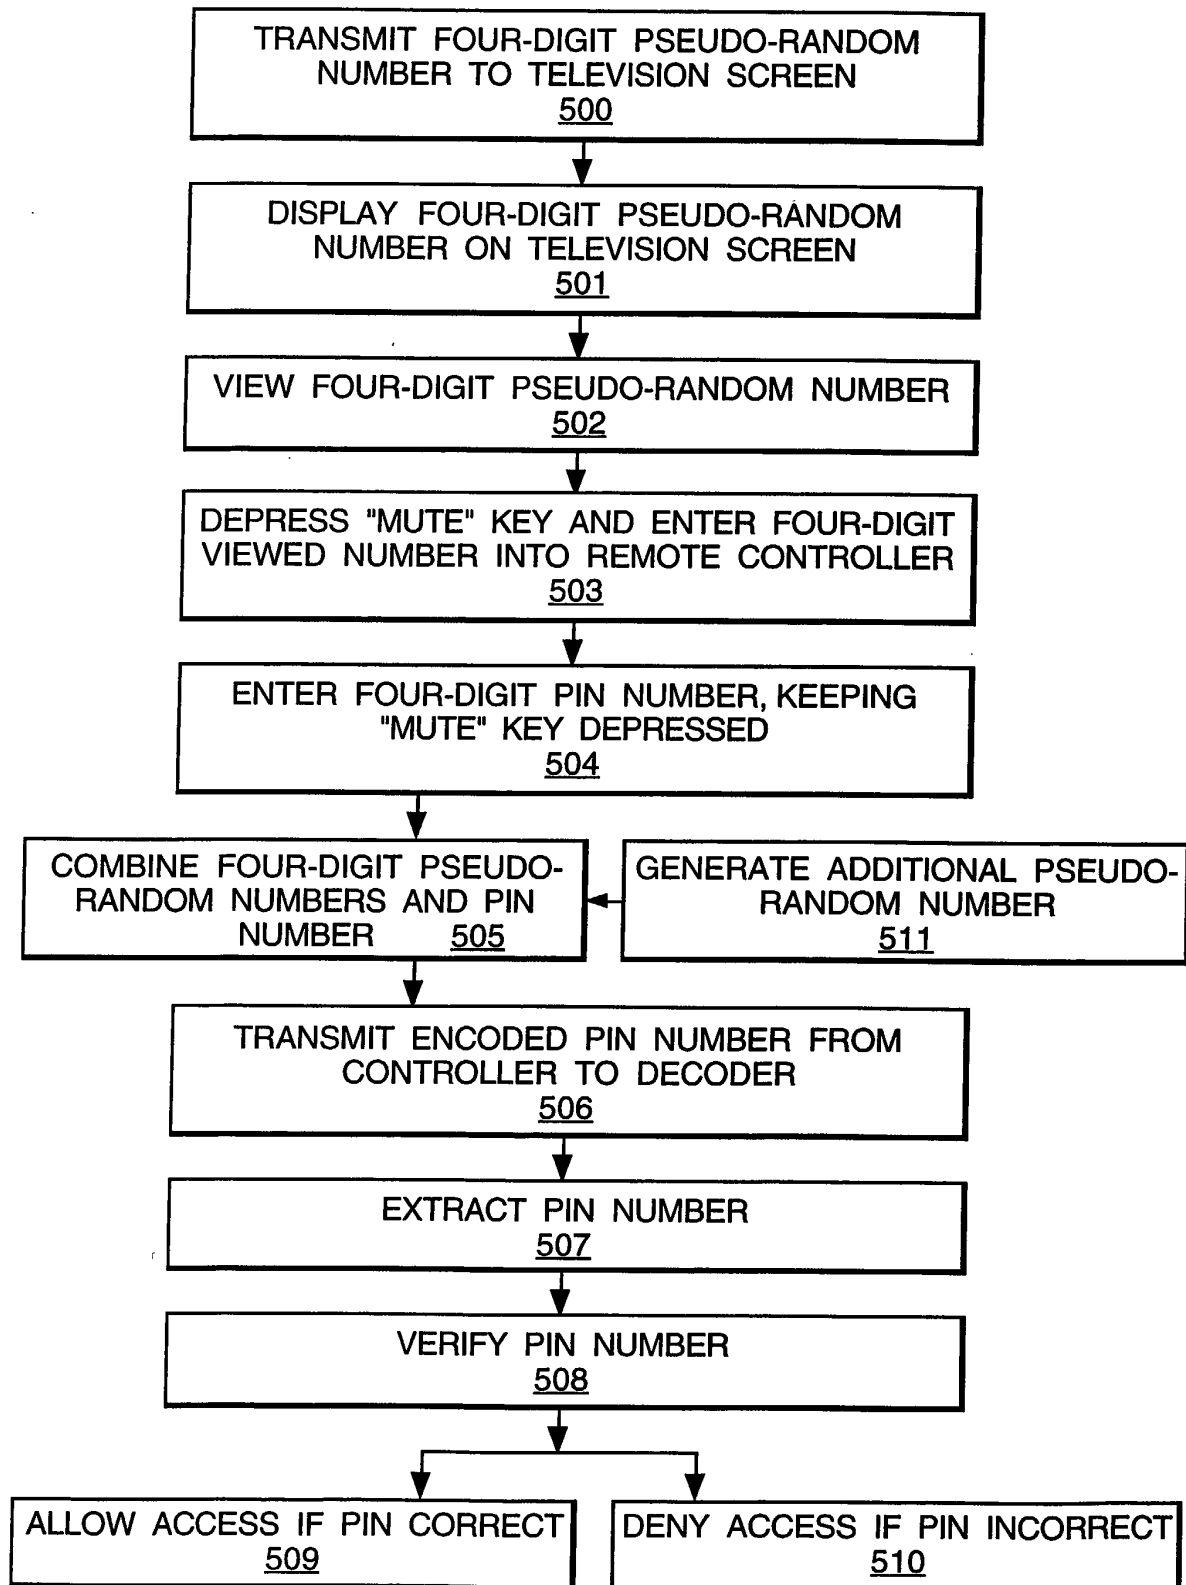 TRANSMIT FOUR-DIGIT PSEUDO-RANDOM
NUMBER TO TELEVISION SCREEN
500
DISPLAY FOUR-DIGIT PSEUDO-RANDOM
NUMBER ON TELEVISION SCREEN
501
VIEW FOUR-DIGIT PSEUDO-RANDOM NUMBER
502
DEPRESS "MUTE" KEY AND ENTER FOUR-DIGIT
VIEWED NUMBER INTO REMOTE CONTROLLER
503
ENTER FOUR-DIGIT PIN NUMBER, KEEPING
"MUTE" KEY DEPRESSED
504
COMBINE FOUR-DIGIT PSEUDO-
RANDOM NUMBERS AND PIN
NUMBER 505
GENERATE ADDITIONAL PSEUDO-
RANDOM NUMBER
511
TRANSMIT ENCODED PIN NUMBER FROM
CONTROLLER TO DECODER
506
EXTRACT PIN NUMBER
507
VERIFY PIN NUMBER
508
ALLOW ACCESS IF PIN CORRECT
509
DENY ACCESS IF PIN INCORRECT
510